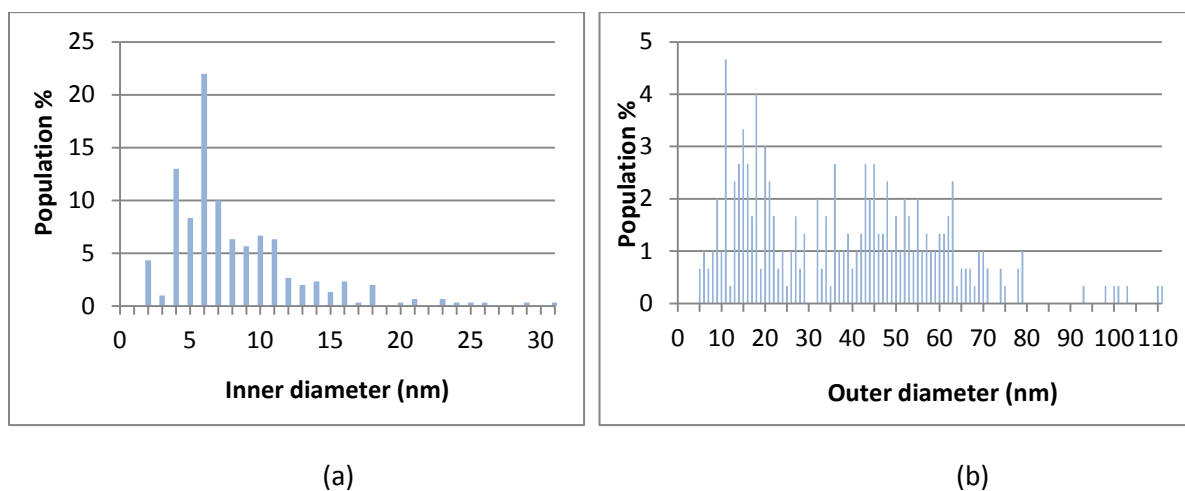 25
20
15
10
5
0
Population %
0 5 10 15 20 25 30
Inner diameter (nm)
(a)
5
4
3
2
1
0
Population %
0 10 20 30 40 50 60 70 80 90 100 110
Outer diameter (nm)
(b)